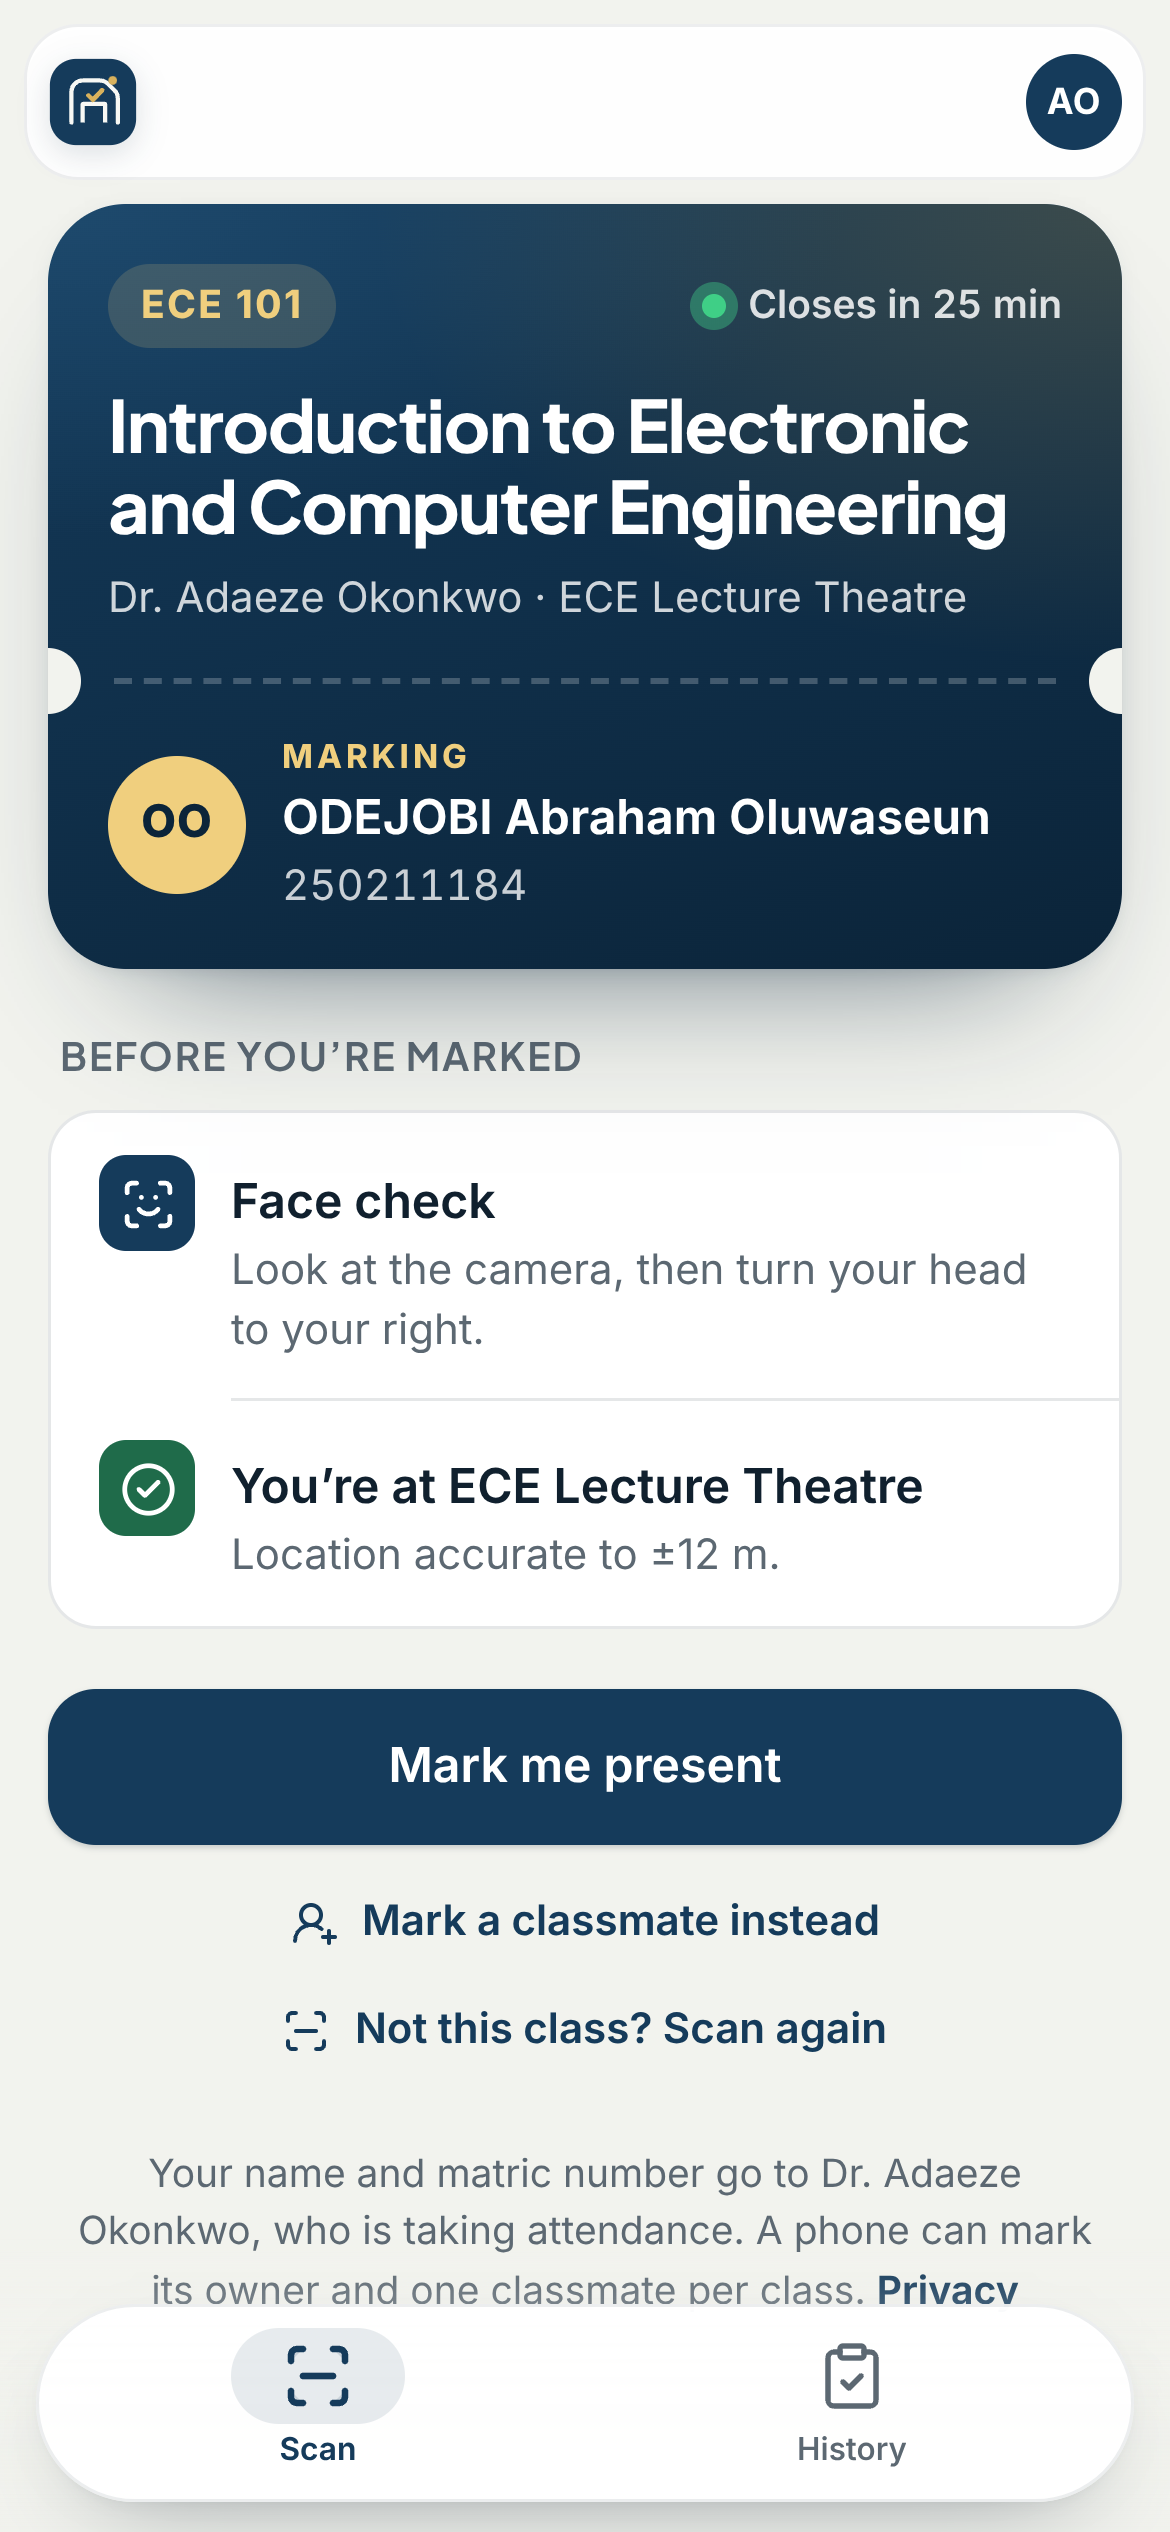 AO
ECE 101
Closes in 25 min
Introduction to Electronic
and Computer Engineering
Dr. Adaeze Okonkwo · ECE Lecture Theatre
MARKING
OO
ODEJOBI Abraham Oluwaseun
250211184
BEFORE YOU’RE MARKED
Face check
Look at the camera, then turn your head
to your right.
You’re at ECE Lecture Theatre
Location accurate to ±12 m.
Mark me present
Mark a classmate instead
Not this class? Scan again
Your name and matric number go to Dr. Adaeze
Okonkwo, who is taking attendance. A phone can mark
its owner and one classmate per class. Privacy
Scan
History